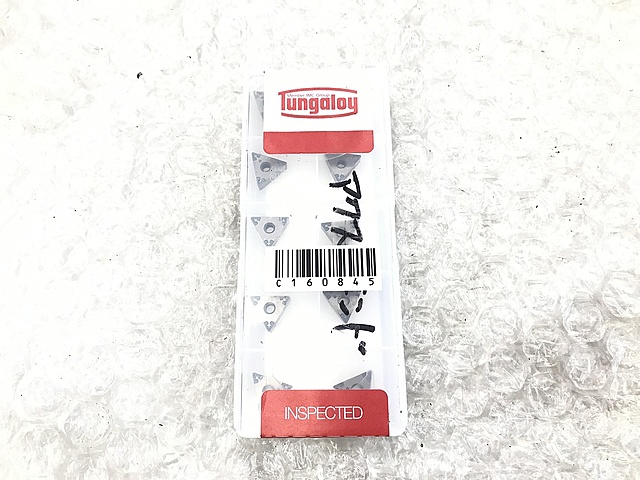 Member IMC Group
Tungaloy
C160845
INSPECTED